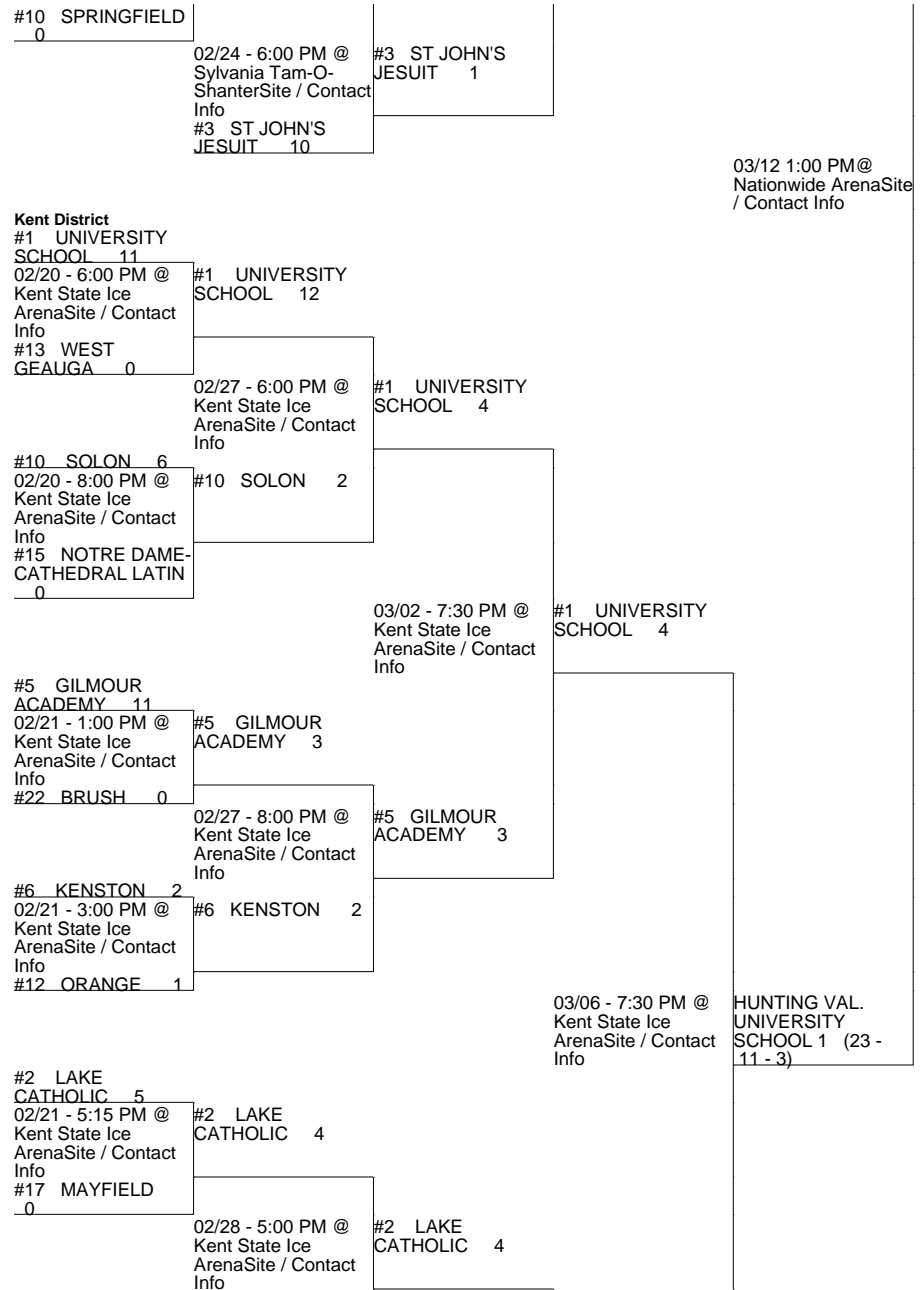 #10 SPRINGFIELD
0
02/24 - 6:00 PM @
Sylvania Tam-O-
ShanterSite / Contact
Info
#3 ST JOHN'S
JESUIT 10
#3 ST JOHN'S
JESUIT 1
03/12 1:00 PM@
Nationwide ArenaSite
/ Contact Info
Kent District
#1 UNIVERSITY
SCHOOL 11
02/20 - 6:00 PM @
Kent State Ice
ArenaSite / Contact
Info
#13 WEST
GEAUGA 0
#1 UNIVERSITY
SCHOOL 12
02/27 - 6:00 PM @
Kent State Ice
ArenaSite / Contact
Info
#1 UNIVERSITY
SCHOOL 4
#10 SOLON 6
02/20 - 8:00 PM @
Kent State Ice
ArenaSite / Contact
Info
#15 NOTRE DAME-
CATHEDRAL LATIN
0
#10 SOLON 2
03/02 - 7:30 PM @
Kent State Ice
ArenaSite / Contact
Info
#1 UNIVERSITY
SCHOOL 4
#5 GILMOUR
ACADEMY 11
02/21 - 1:00 PM @
Kent State Ice
ArenaSite / Contact
Info
#22 BRUSH 0
#5 GILMOUR
ACADEMY 3
02/27 - 8:00 PM @
Kent State Ice
ArenaSite / Contact
Info
#5 GILMOUR
ACADEMY 3
#6 KENSTON 2
02/21 - 3:00 PM @
Kent State Ice
ArenaSite / Contact
Info
#12 ORANGE 1
#6 KENSTON 2
03/06 - 7:30 PM @
Kent State Ice
ArenaSite / Contact
Info
HUNTING VAL.
UNIVERSITY
SCHOOL 1 (23 -
11 - 3)
#2 LAKE
CATHOLIC 5
02/21 - 5:15 PM @
Kent State Ice
ArenaSite / Contact
Info
#17 MAYFIELD
0
#2 LAKE
CATHOLIC 4
02/28 - 5:00 PM @
Kent State Ice
ArenaSite / Contact
Info
#2 LAKE
CATHOLIC 4